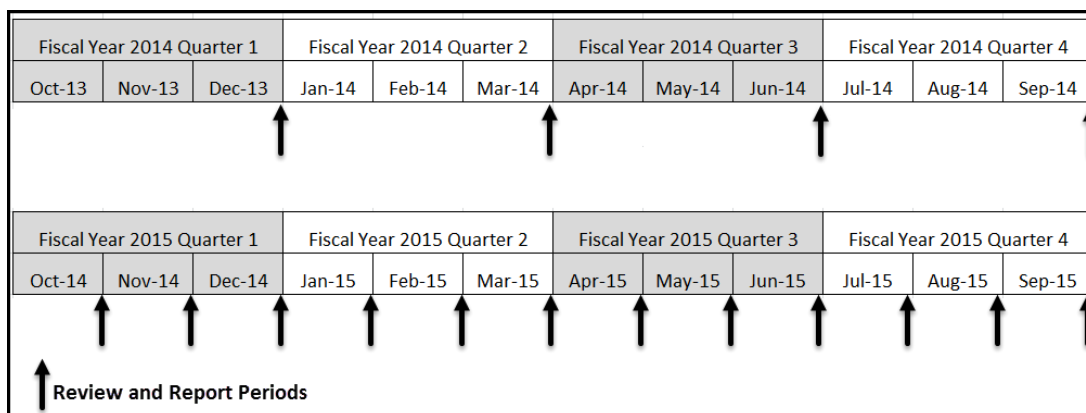 Fiscal Year 2014 Quarter 1 Fiscal Year 2014 Quarter 2 Fiscal Year 2014 Quarter 3 Fiscal Year 2014 Quarter 4
Oct-13 Nov-13 Dec-13 Jan-14 Feb-14 Mar-14 Apr-14 May-14 Jun-14 Jul-14 Aug-14 Sep-14
Fiscal Year 2015 Quarter 1 Fiscal Year 2015 Quarter 2 Fiscal Year 2015 Quarter 3 Fiscal Year 2015 Quarter 4
Oct-14 Nov-14 Dec-14 Jan-15 Feb-15 Mar-15 Apr-15 May-15 Jun-15 Jul-15 Aug-15 Sep-15
Review and Report Periods